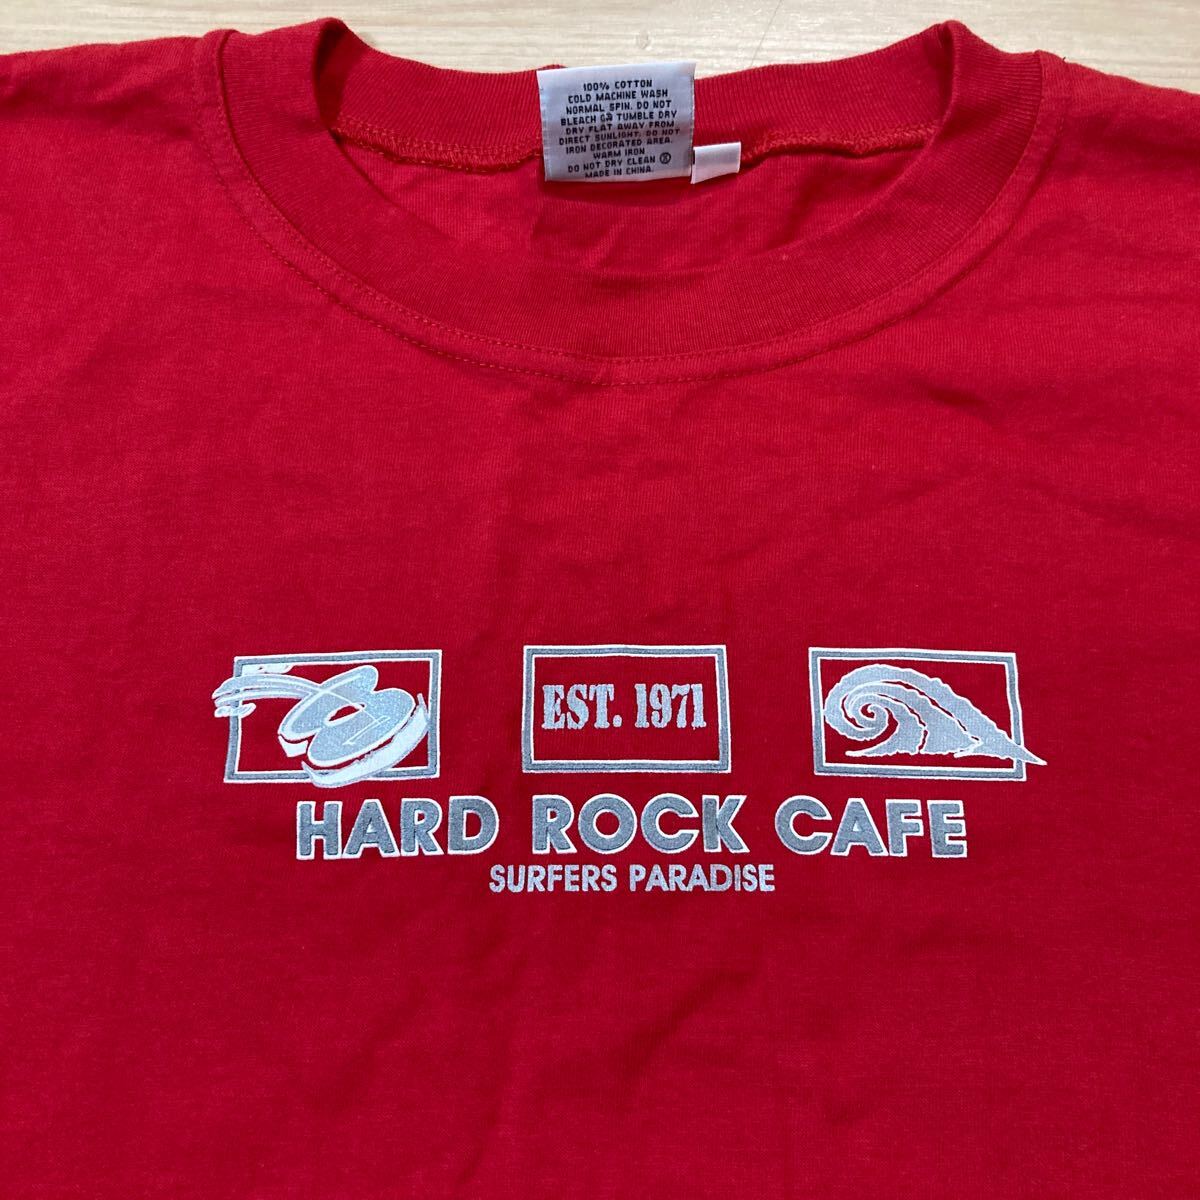 100% COTTON
COLD MACHINE WASH
NORMAL SPIN. DO NOT
BLEACH OR TUMBLE DRY
DRY FLAT AWAY FROM
DIRECT SUNLIGHT. DO NOT
IRON DECORATED AREA.
WARM IRON
DO NOT DRY CLEAN
MADE IN CHINA.
EST. 1971
HARD ROCK CAFE
SURFERS PARADISE